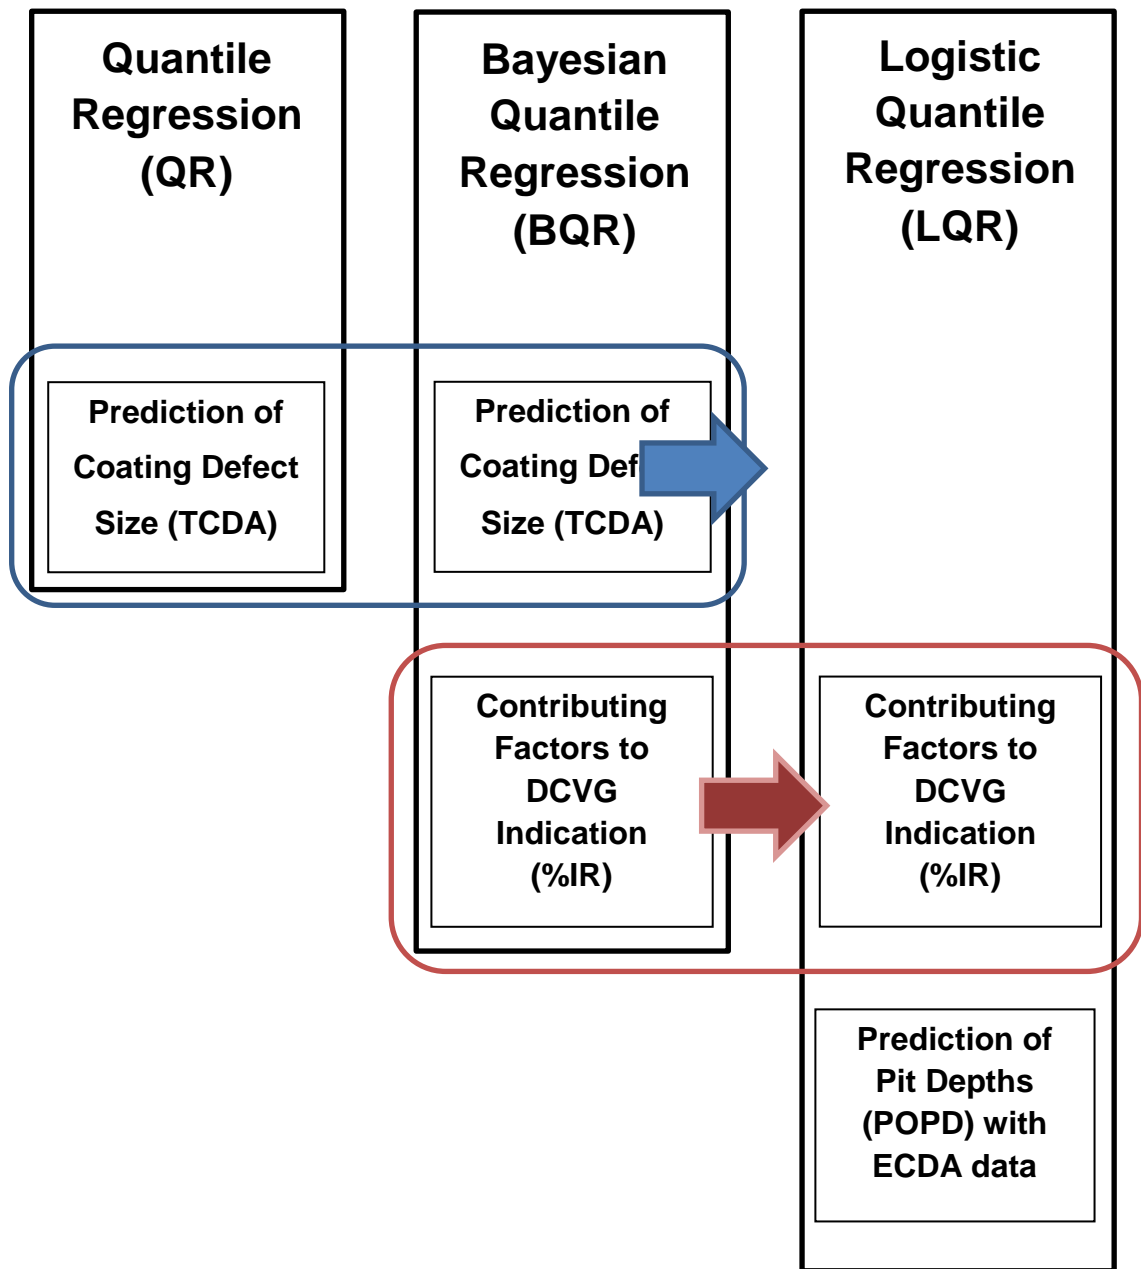 Quantile
Regression
(QR)
Bayesian
Quantile
Regression
(BQR)
Logistic
Quantile
Regression
(LQR)
Prediction of
Coating Defect
Size (TCDA)
Prediction of
Coating Def
Size (TCDA)
Contributing
Factors to
DCVG
Indication
(%IR)
Contributing
Factors to
DCVG
Indication
(%IR)
Prediction of
Pit Depths
(POPD) with
ECDA data